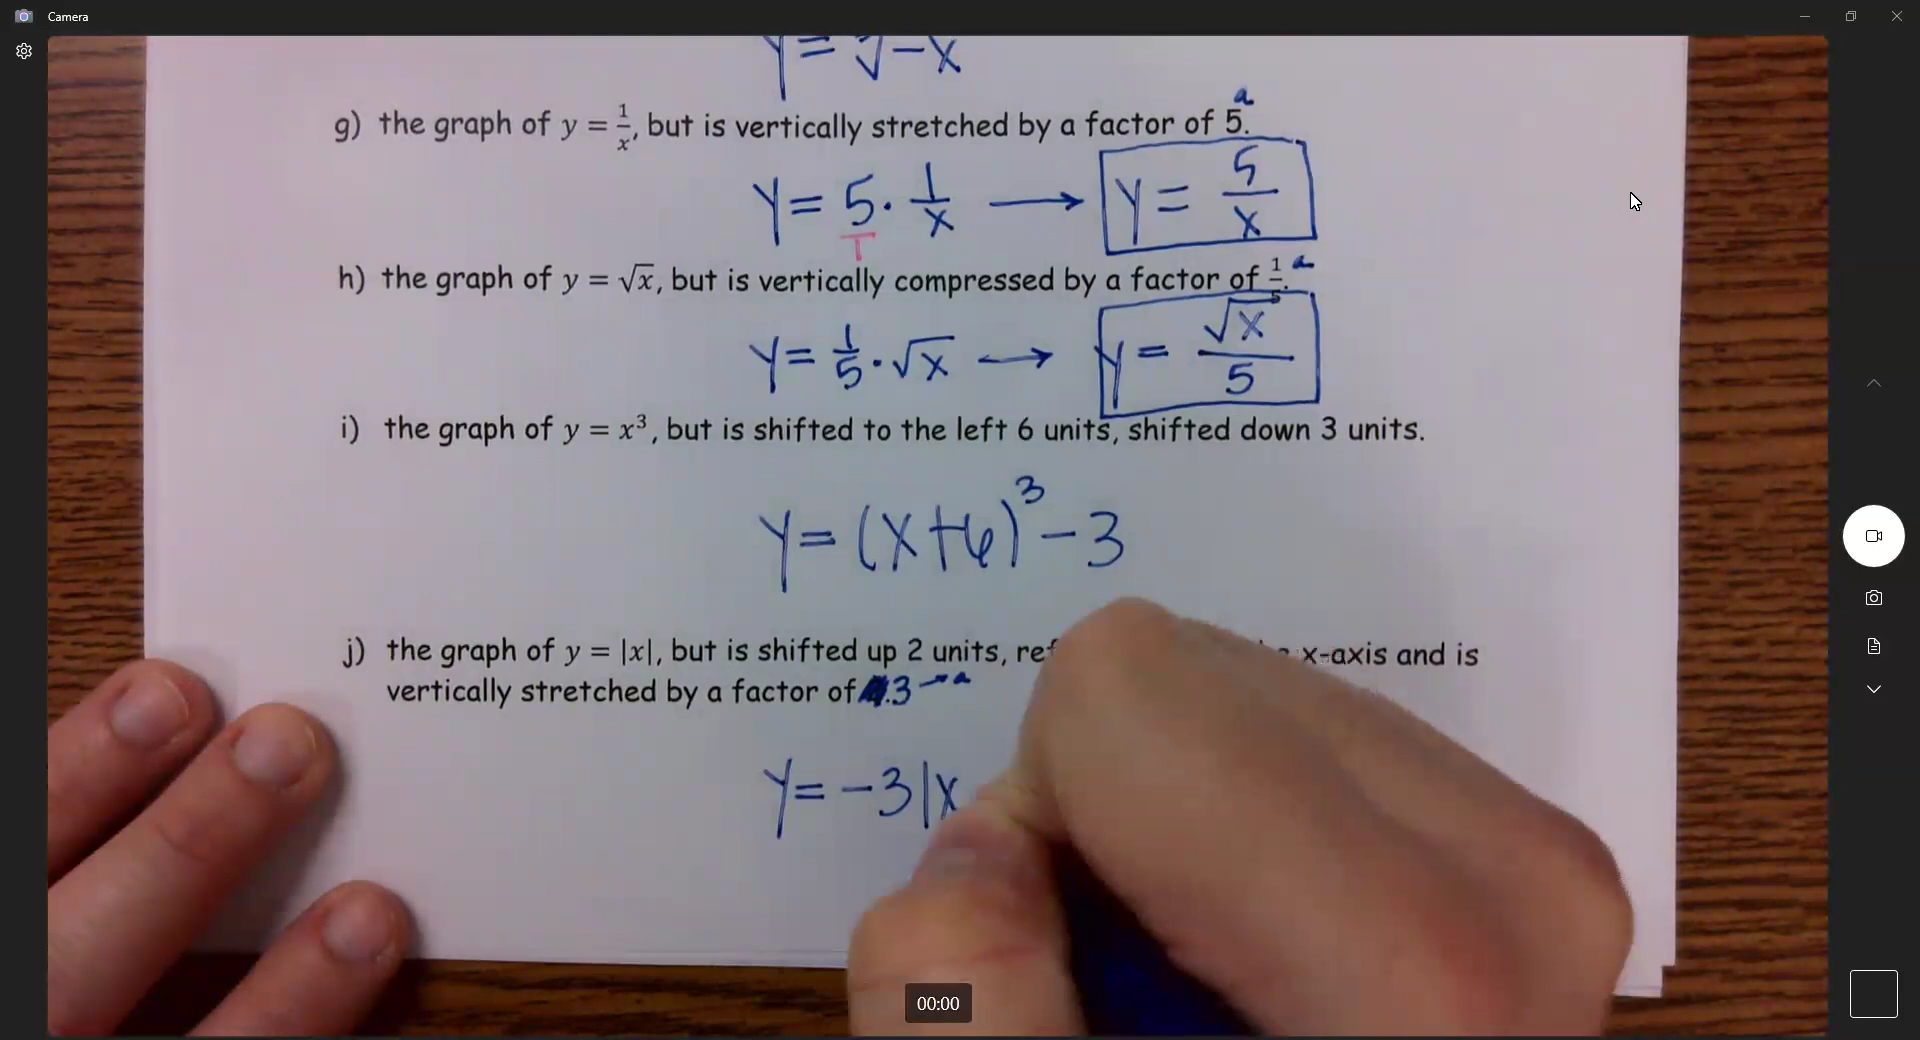 Camera
y = √-x
g) the graph of y = 1/x, but is vertically stretched by a factor of 5. a
y = 5 · 1/x → y = 5/x
1
h) the graph of y = √x, but is vertically compressed by a factor of 1/5. a
y = 1/5 · √x → y = √x/5
i) the graph of y = x³, but is shifted to the left 6 units, shifted down 3 units.
y = (x+6)³ - 3
j) the graph of y = |x|, but is shifted up 2 units, x-axis and is
vertically stretched by a factor of .3 → a
y = -3|x
00:00